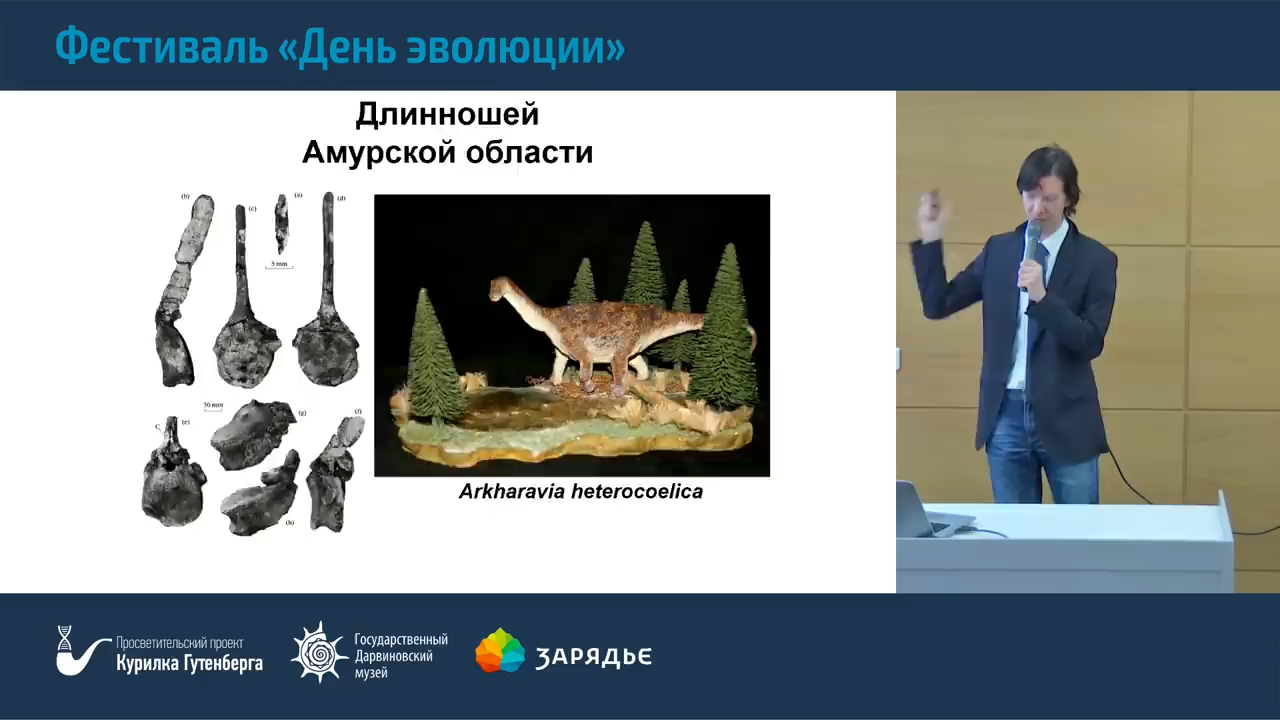 Фестиваль «День эволюции»
Длинношей
Амурской области
(b)
(c)
(a)
(d)
5 mm
50 mm
(g)
(f)
C
(e)
(h)
Arkharavia heterocoelica
Просветительский проект
Курилка Гутенберга
Государственный
Дарвиновский
музей
ЗАРЯДЬЕ